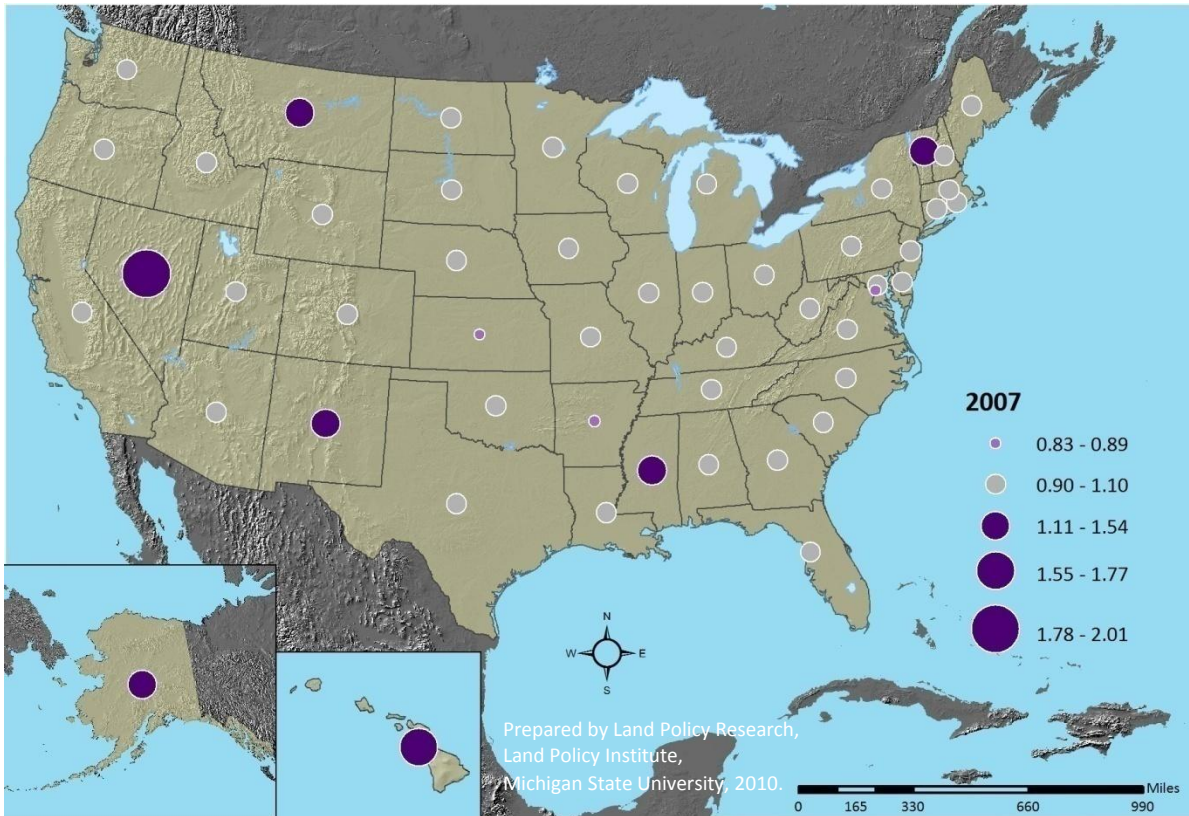 2007
0.83 - 0.89
0.90 - 1.10
1.11 - 1.54
1.55 - 1.77
1.78 - 2.01
N
W E
S
Prepared by Land Policy Research,
Land Policy Institute,
Michigan State University, 2010.
Miles
0 165 330 660 990